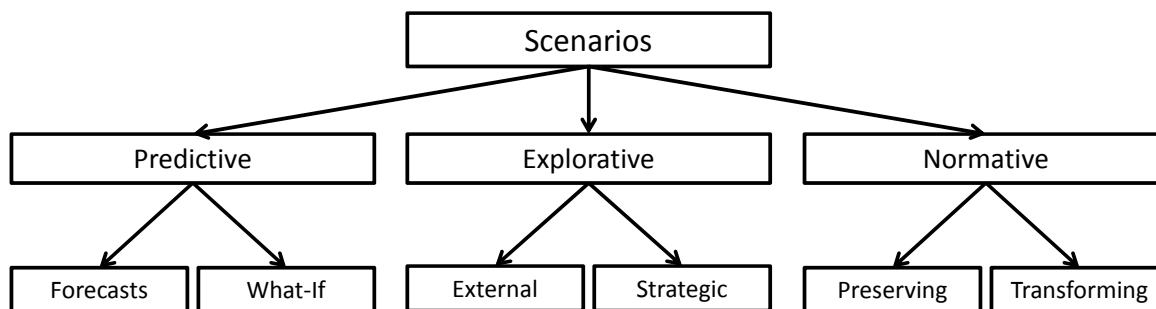 Scenarios
Predictive
Explorative
Normative
Forecasts
What-If
External
Strategic
Preserving
Transforming